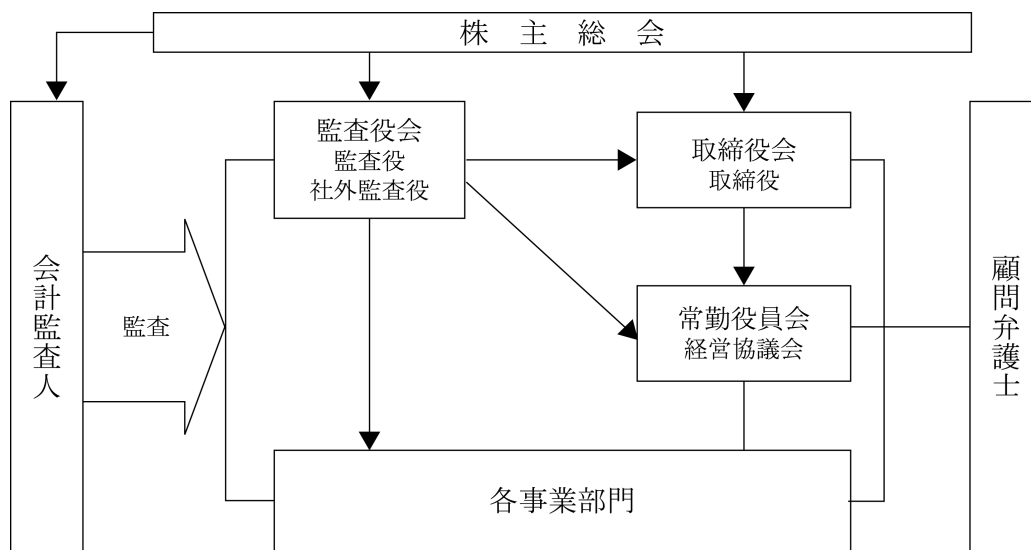 株主総会
監査役会
監査役
社外監査役
取締役会
取締役
会計監査人
監査
常勤役員会
経営協議会
顧問弁護士
各事業部門